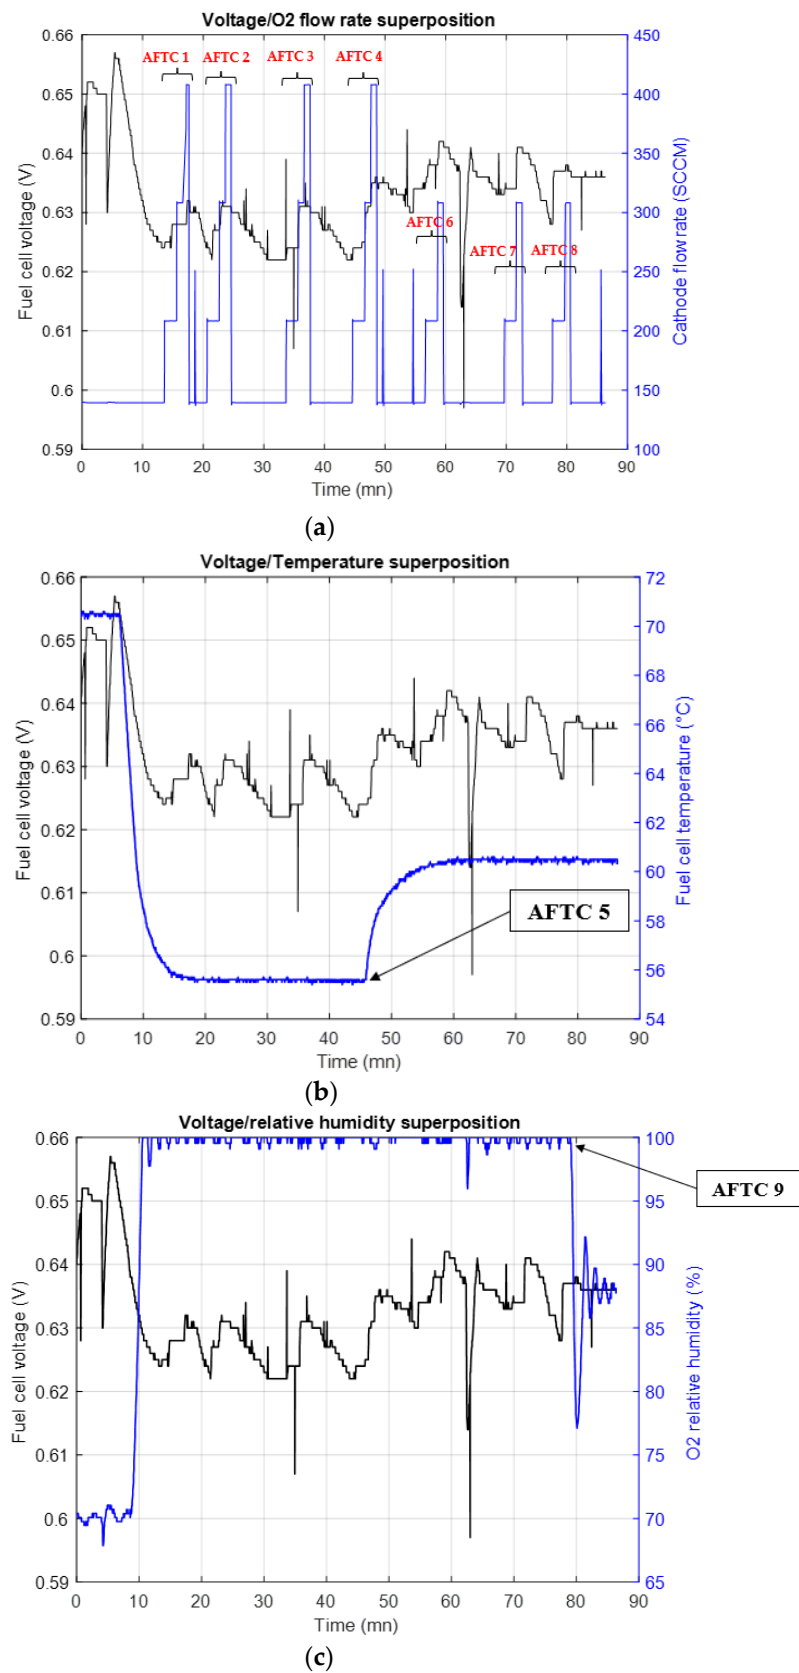 Voltage/O2 flow rate superposition
0.66
0.65
0.64
0.63
0.62
0.61
0.6
0.59
Fuel cell voltage (V)
AFTC 1
AFTC 2
AFTC 3
AFTC 4
AFTC 6
AFTC 7
AFTC 8
450
400
350
300
250
200
150
100
Cathode flow rate (SCCM)
0 10 20 30 40 50 60 70 80 90
Time (mn)
(a)
Voltage/Temperature superposition
0.66
0.65
0.64
0.63
0.62
0.61
0.6
0.59
Fuel cell voltage (V)
AFTC 5
72
70
68
66
64
62
60
58
56
54
Fuel cell temperature (°C)
0 10 20 30 40 50 60 70 80 90
Time (mn)
(b)
Voltage/relative humidity superposition
0.66
0.65
0.64
0.63
0.62
0.61
0.6
0.59
Fuel cell voltage (V)
AFTC 9
100
95
90
85
80
75
70
65
O2 relative humidity (%)
0 10 20 30 40 50 60 70 80 90
Time (mn)
(c)